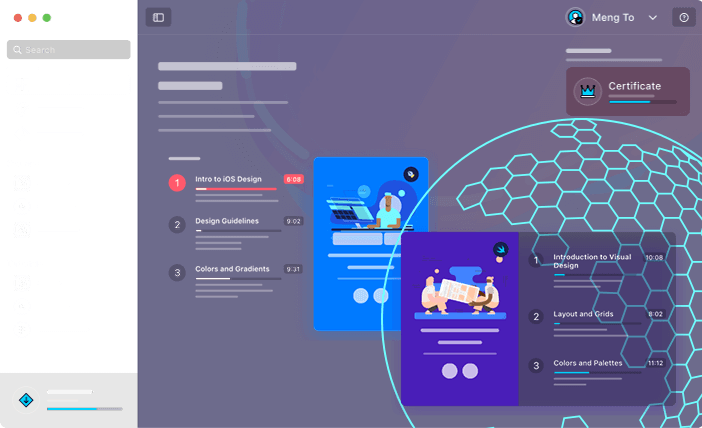 Search
Meng To
Certificate
1
Intro to iOS Design
6:08
2
Design Guidelines
9:02
3
Colors and Gradients
9:31
1
Introduction to Visual
Design
10:08
2
Layout and Grids
8:02
3
Colors and Palettes
11:12